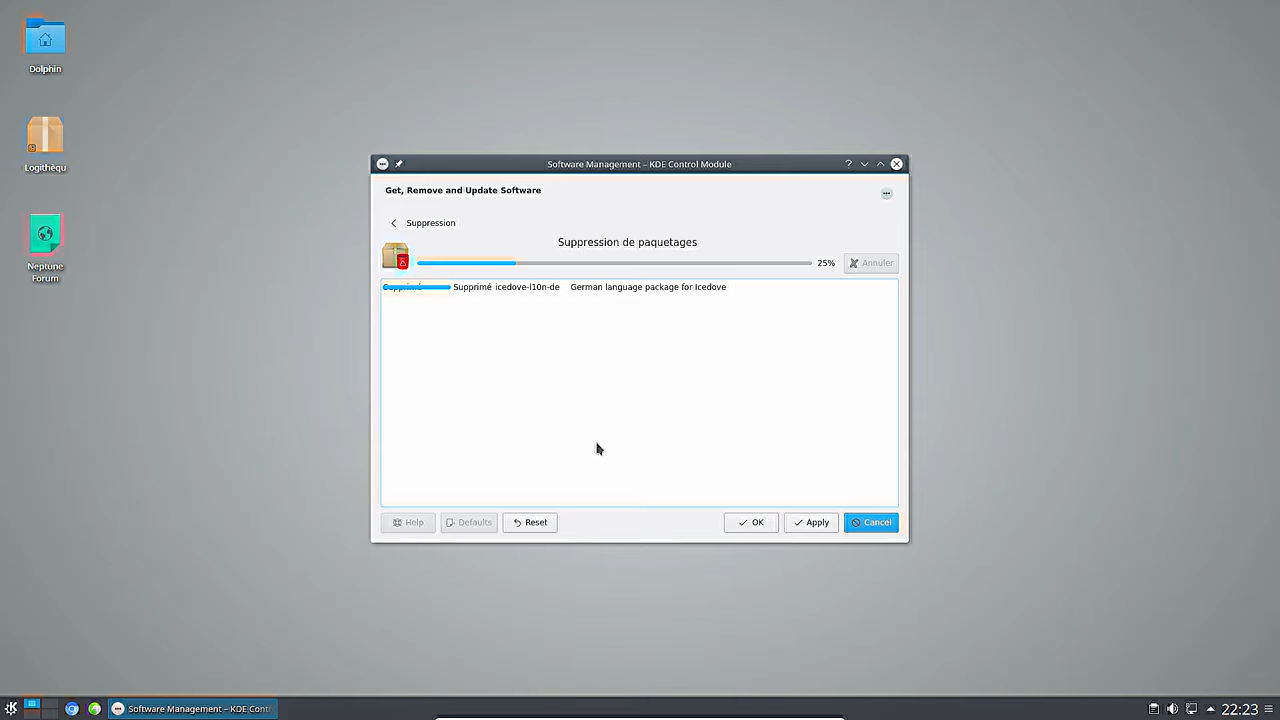 Dolphin
Logithèqu
Neptune
Forum
Software Management – KDE Control Module
?
Get, Remove and Update Software
Suppression
Suppression de paquetages
25%
Annuler
Supprimé
Supprimé icedove-l10n-de German language package for Icedove
Help
Defaults
Reset
OK
Apply
Cancel
Software Management – KDE Contr
22:23